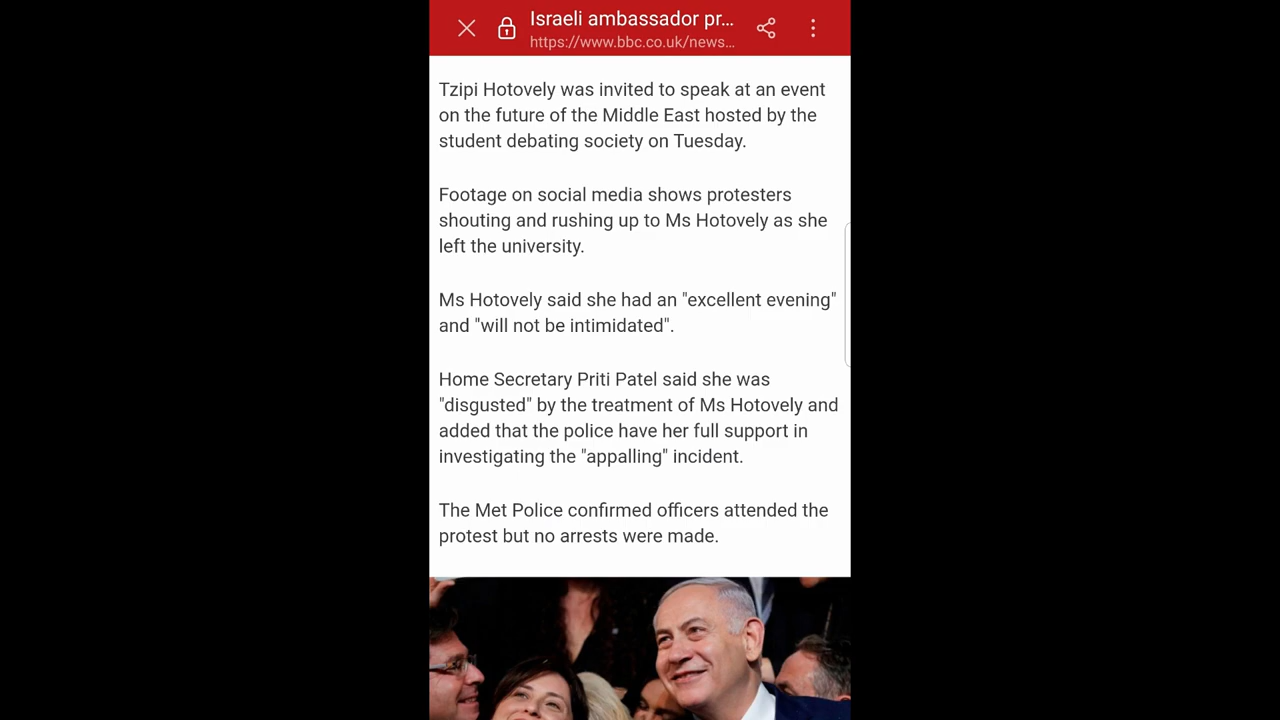 Israeli ambassador pr...
https://www.bbc.co.uk/news...
Tzipi Hotovely was invited to speak at an event
on the future of the Middle East hosted by the
student debating society on Tuesday.
Footage on social media shows protesters
shouting and rushing up to Ms Hotovely as she
left the university.
Ms Hotovely said she had an "excellent evening"
and "will not be intimidated".
Home Secretary Priti Patel said she was
"disgusted" by the treatment of Ms Hotovely and
added that the police have her full support in
investigating the "appalling" incident.
The Met Police confirmed officers attended the
protest but no arrests were made.